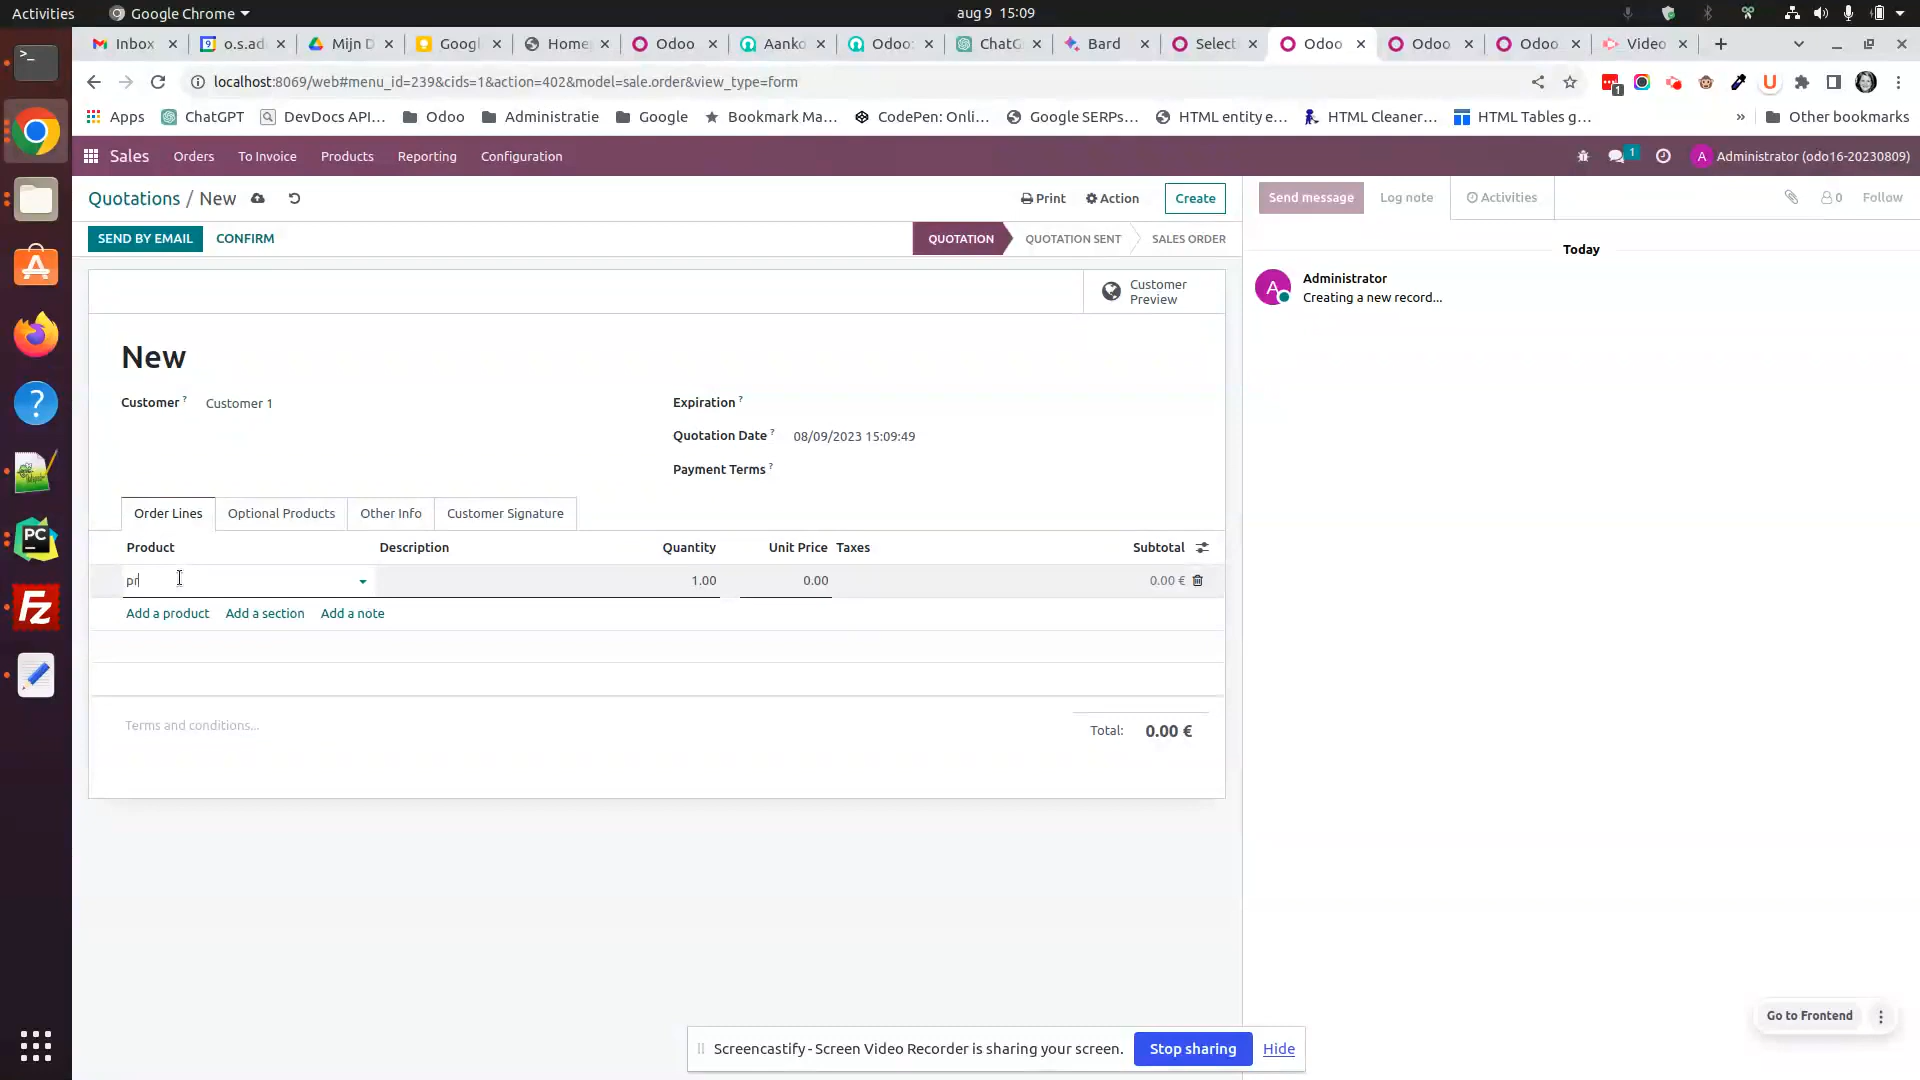 Activities
Google Chrome
aug 9 15:09
Inbox
o.s.ad
Mijn D
Googl
Home
Odoo
Aanko
Odoo:
ChatG
Bard
Select
Odoo
Odoo
Odoo
Video
localhost:8069/web#menu_id=239&cids=1&action=402&model=sale.order&view_type=form
1
U
Apps
ChatGPT
DevDocs API...
Odoo
Administratie
Google
Bookmark Ma...
CodePen: Onli...
Google SERPs...
HTML entity e...
HTML Cleaner...
HTML Tables g...
»
Other bookmarks
Sales
Orders
To Invoice
Products
Reporting
Configuration
1
A
Administrator (odo16-20230809)
Quotations / New
Print
Action
Create
Send message
Log note
Activities
0
Follow
SEND BY EMAIL
CONFIRM
QUOTATION
QUOTATION SENT
SALES ORDER
Today
Customer
Preview
A
Administrator
Creating a new record...
New
Customer ?
Customer 1
Expiration ?
Quotation Date ?
08/09/2023 15:09:49
Payment Terms ?
Order Lines
Optional Products
Other Info
Customer Signature
Product
Description
Quantity
Unit Price
Taxes
Subtotal
pr
1.00
0.00
0.00 €
Add a product
Add a section
Add a note
Terms and conditions...
Total:
0.00 €
PC
Fz
Go to Frontend
Screencastify - Screen Video Recorder is sharing your screen.
Stop sharing
Hide